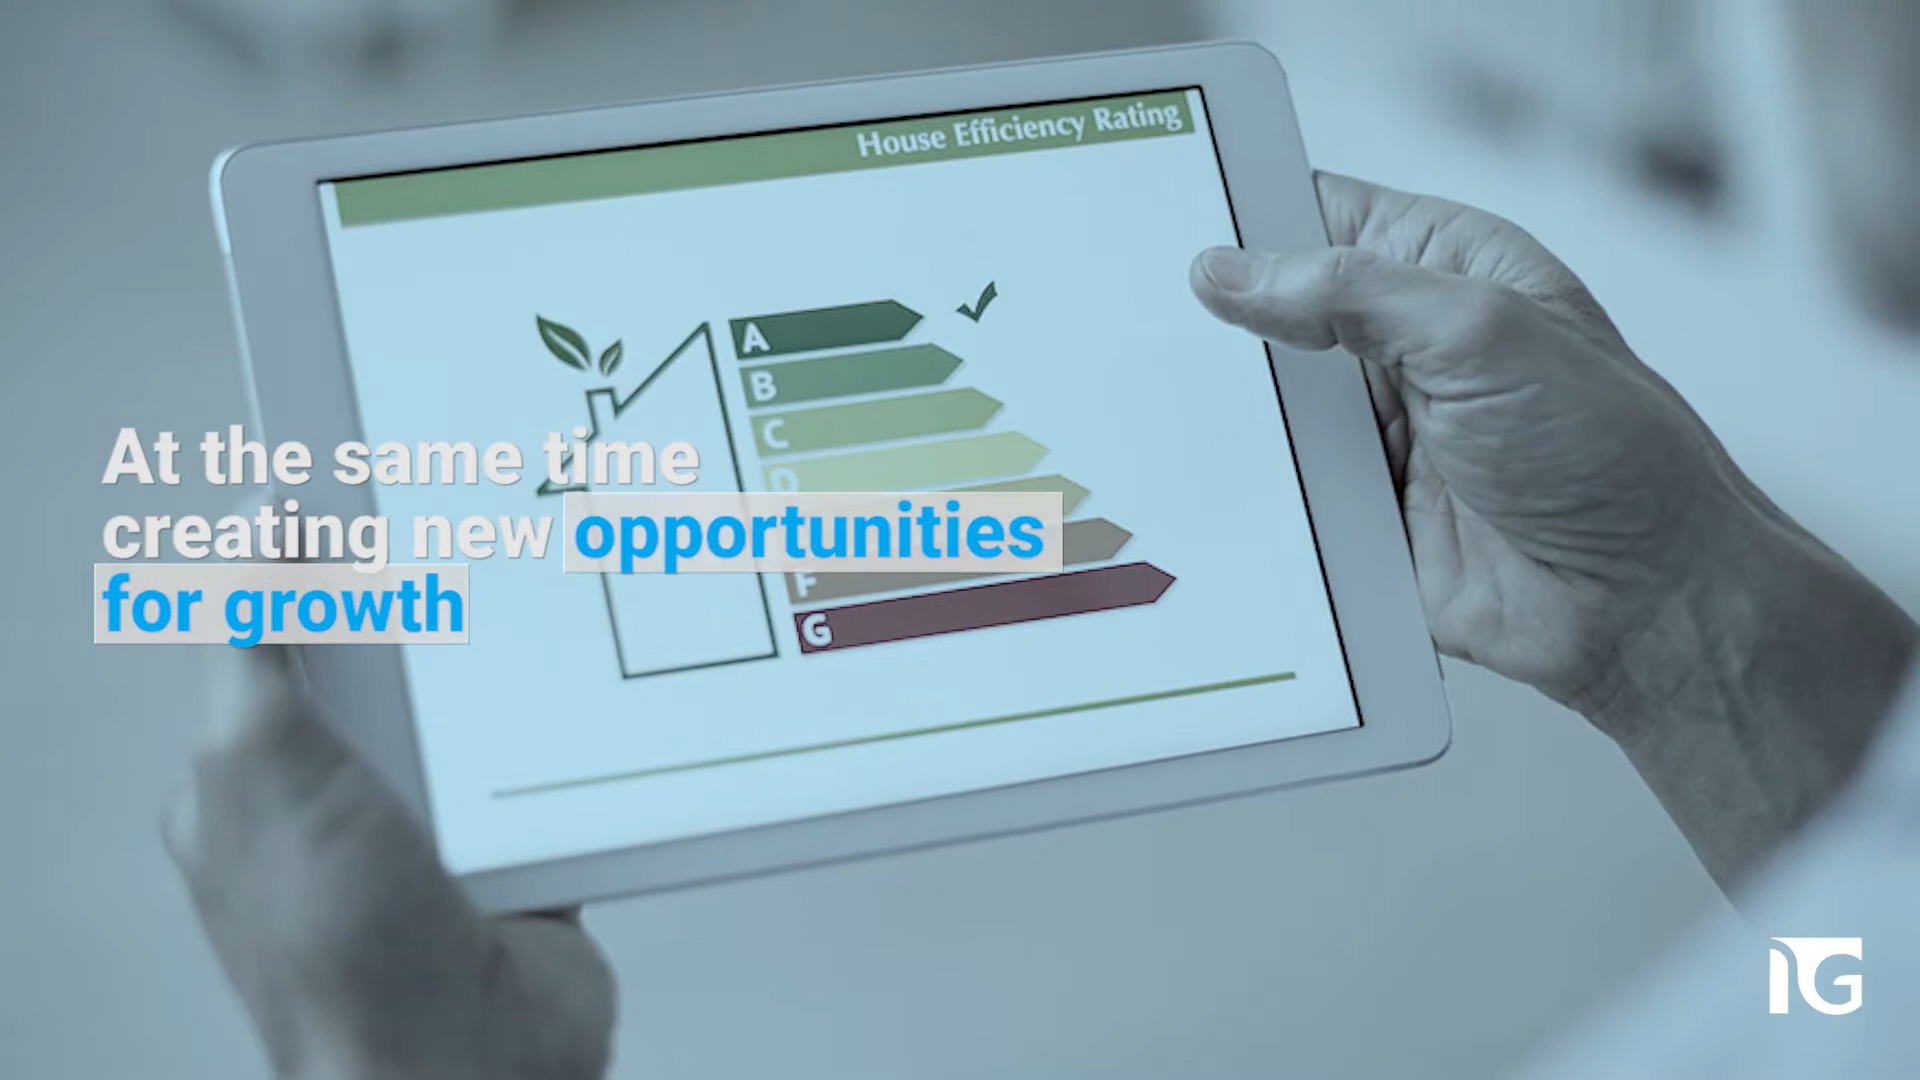 House Efficiency Rating
A
B
C
D
At the same time
creating new opportunities
for growth
F
G
IG